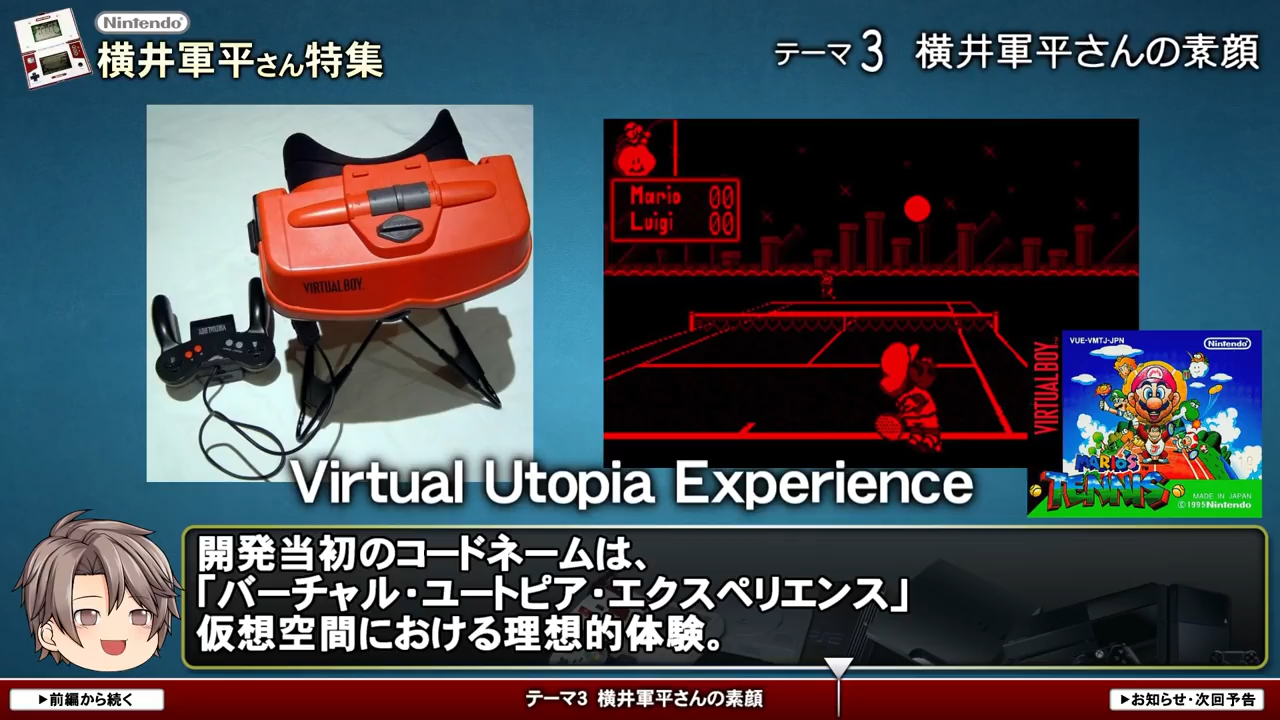 Nintendo
横井軍平さん特集
テーマ3 横井軍平さんの素顔
VIRTUAL BOY
Mario 00
Luigi 00
VUE-VMTJ-JPN
Nintendo
VIRTUAL BOY
MARIO'S
TENNIS
MADE IN JAPAN
©1995 Nintendo
Virtual Utopia Experience
開発当初のコードネームは、
「バーチャル・ユートピア・エクスペリエンス」
仮想空間における理想的体験。
▶前編から続く
テーマ3 横井軍平さんの素顔
▶お知らせ・次回予告